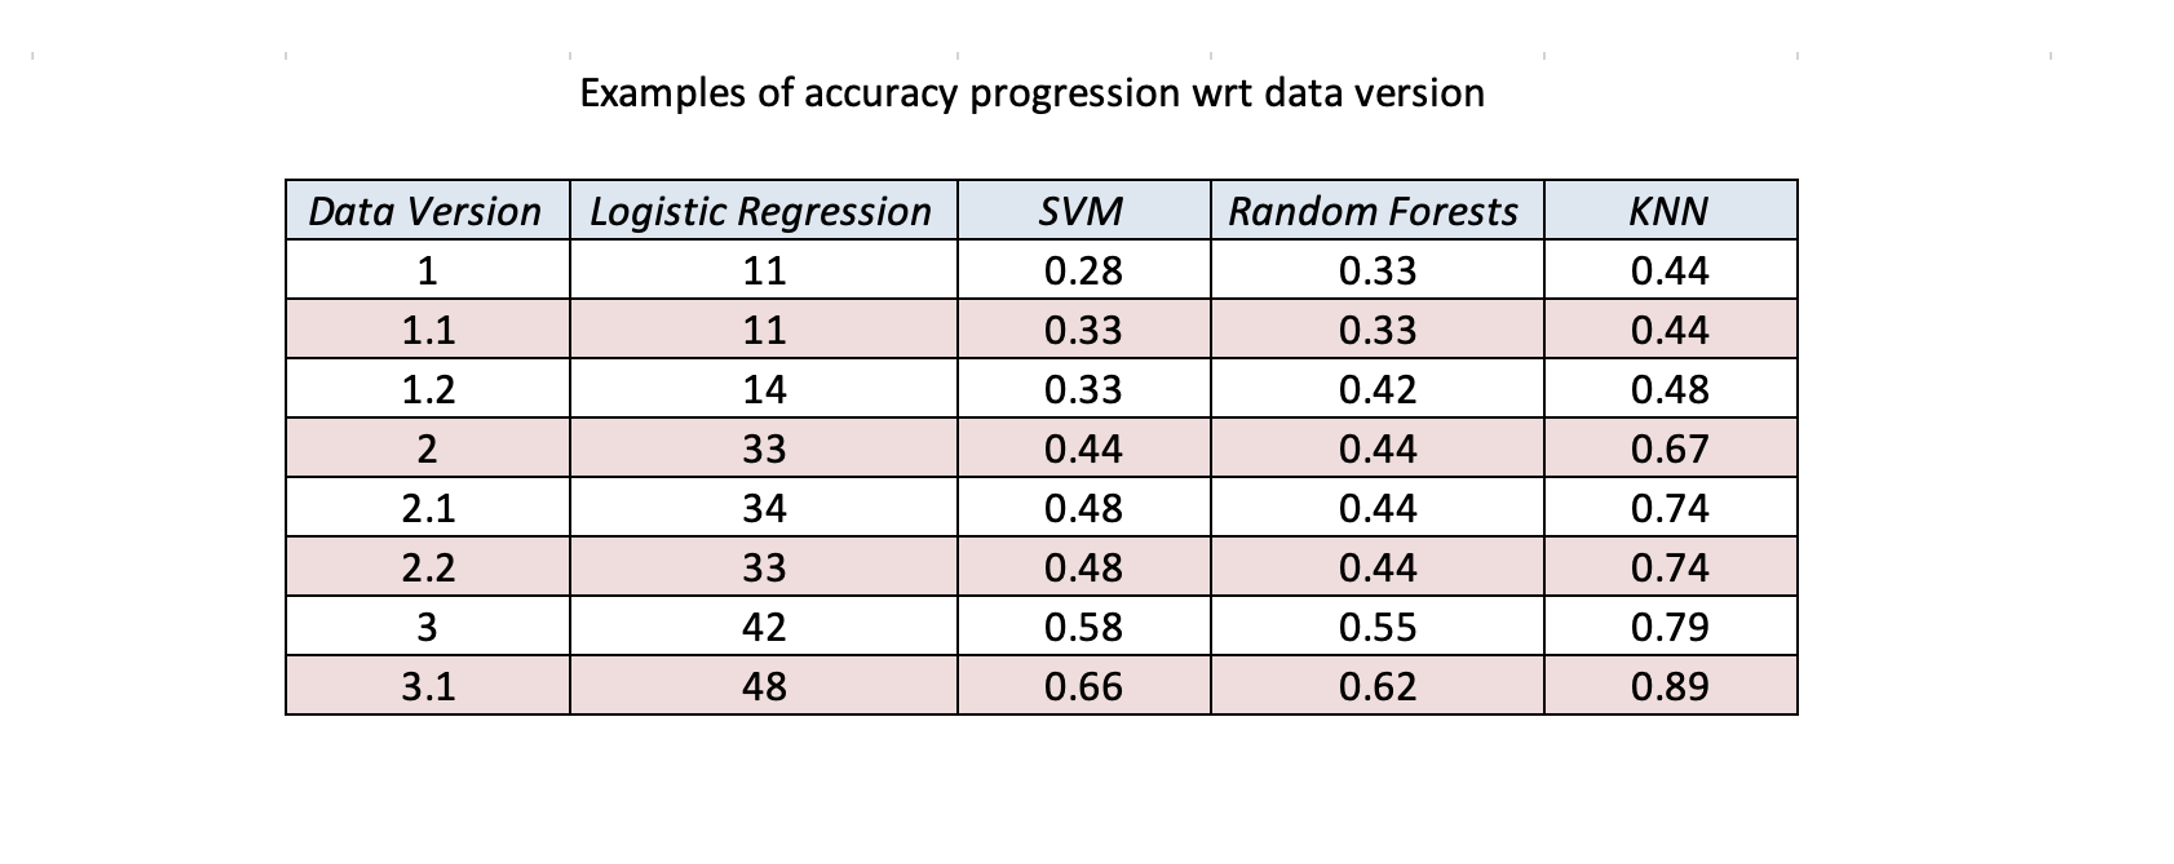 Examples of accuracy progression wrt data version
Data Version Logistic Regression SVM Random Forests KNN
1 11 0.28 0.33 0.44
1.1 11 0.33 0.33 0.44
1.2 14 0.33 0.42 0.48
2 33 0.44 0.44 0.67
2.1 34 0.48 0.44 0.74
2.2 33 0.48 0.44 0.74
3 42 0.58 0.55 0.79
3.1 48 0.66 0.62 0.89